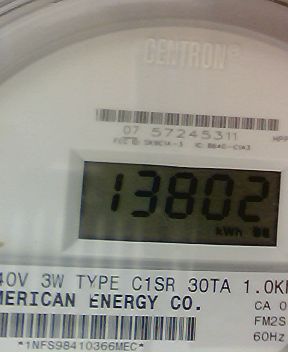 CENTRON®
07 57245311
13802
kWh
40V 3W TYPE C1SR 30TA 1.0K
MERICAN ENERGY CO.
CA 0
FM2S
60Hz
*1NFS98410366MEC*